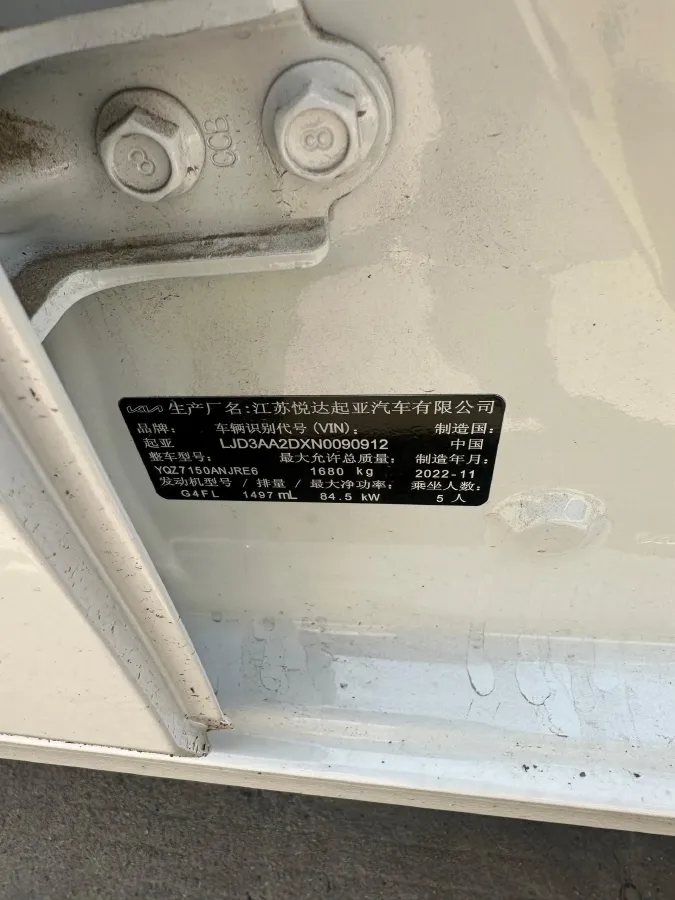 8
8
CCB
KIA 生产厂名:江苏悦达起亚汽车有限公司
品牌: 车辆识别代号(VIN): 制造国:
起亚 LJD3AA2DXN0090912 中国
整车型号: 最大允许总质量: 制造年月:
YQZ7150ANJRE6 1680 kg 2022-11
发动机型号 / 排量 / 最大净功率: 乘坐人数:
G4FL 1497 mL 84.5 kW 5 人